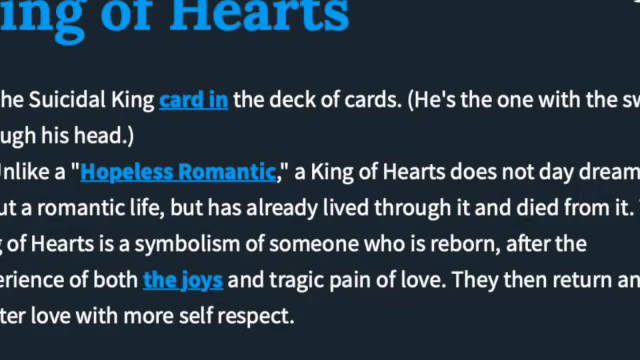 ing of Hearts
he Suicidal King card in the deck of cards. (He's the one with the sw
ugh his head.)
Unlike a "Hopeless Romantic," a King of Hearts does not day dream
ut a romantic life, but has already lived through it and died from it.
g of Hearts is a symbolism of someone who is reborn, after the
erience of both the joys and tragic pain of love. They then return an
ter love with more self respect.